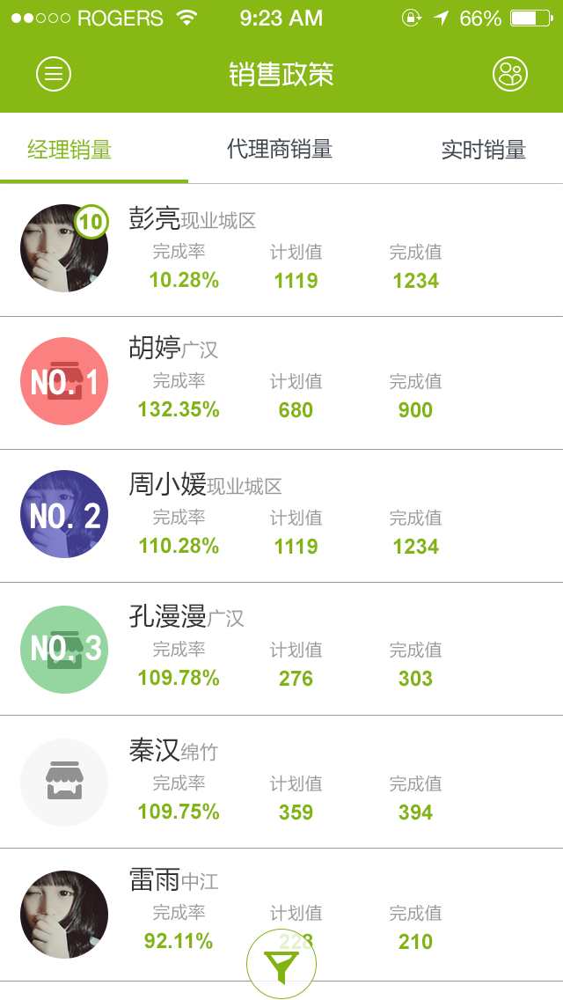 ROGERS 9:23 AM 66%
销售政策
经理销量 代理商销量 实时销量
10
彭亮现业城区
完成率 计划值 完成值
10.28% 1119 1234
NO. 1
胡婷广汉
完成率 计划值 完成值
132.35% 680 900
NO. 2
周小媛现业城区
完成率 计划值 完成值
110.28% 1119 1234
NO. 3
孔漫漫广汉
完成率 计划值 完成值
109.78% 276 303
秦汉绵竹
完成率 计划值 完成值
109.75% 359 394
雷雨中江
完成率 计划值 完成值
92.11% 228 210